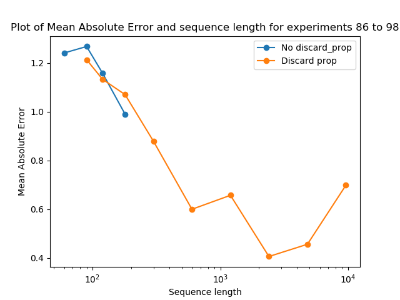 Plot of Mean Absolute Error and sequence length for experiments 86 to 98
No discard_prop
Discard prop
1.2
1.0
0.8
0.6
0.4
Mean Absolute Error
10²
10³
10⁴
Sequence length